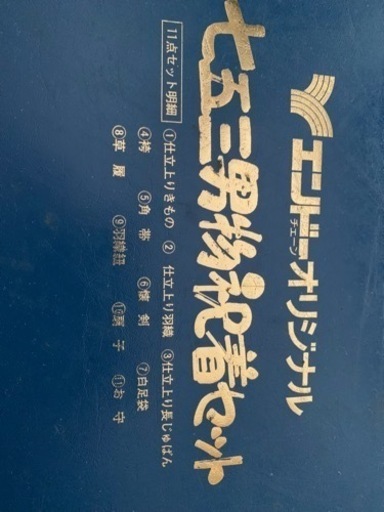 エンドーオリジナル
チェーン
七五三男物祝着セット
11点セット明細
①仕立上りきもの ② 仕立上り羽織 ③仕立上り長じゅばん
④袴 ⑤角帯 ⑥懐剣 ⑦白足袋
⑧草履 ⑨羽織紐 ⑩扇子 ⑪お守